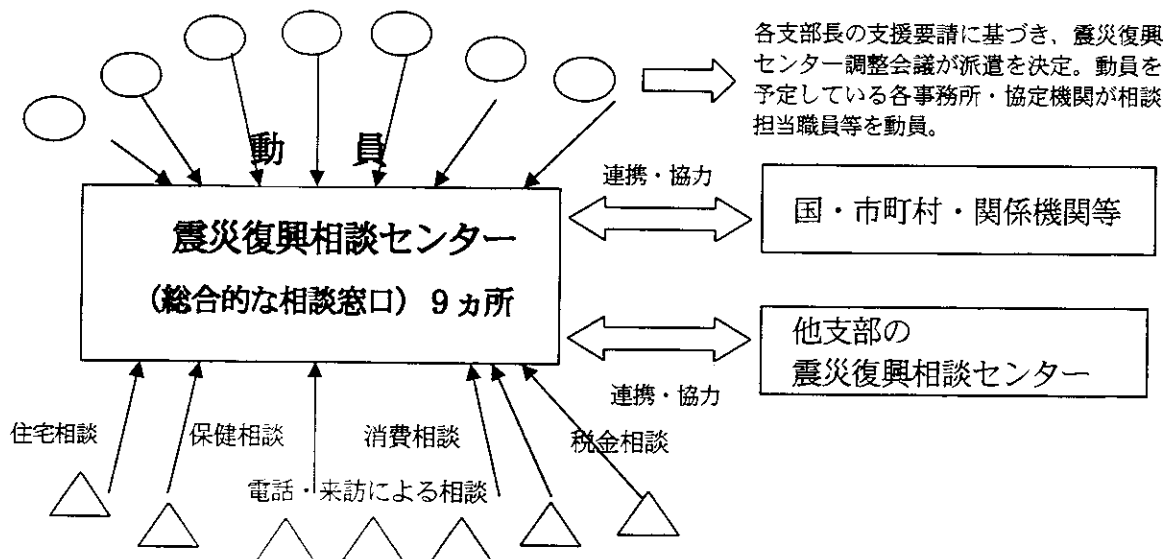 各支部長の支援要請に基づき、震災復興
センター調整会議が派遣を決定。動員を
予定している各事務所・協定機関が相談
担当職員等を動員。
動　員
連携・協力
国・市町村・関係機関等
震災復興相談センター
(総合的な相談窓口) 9ヵ所
他支部の
震災復興相談センター
連携・協力
住宅相談
保健相談
消費相談
税金相談
電話・来訪による相談